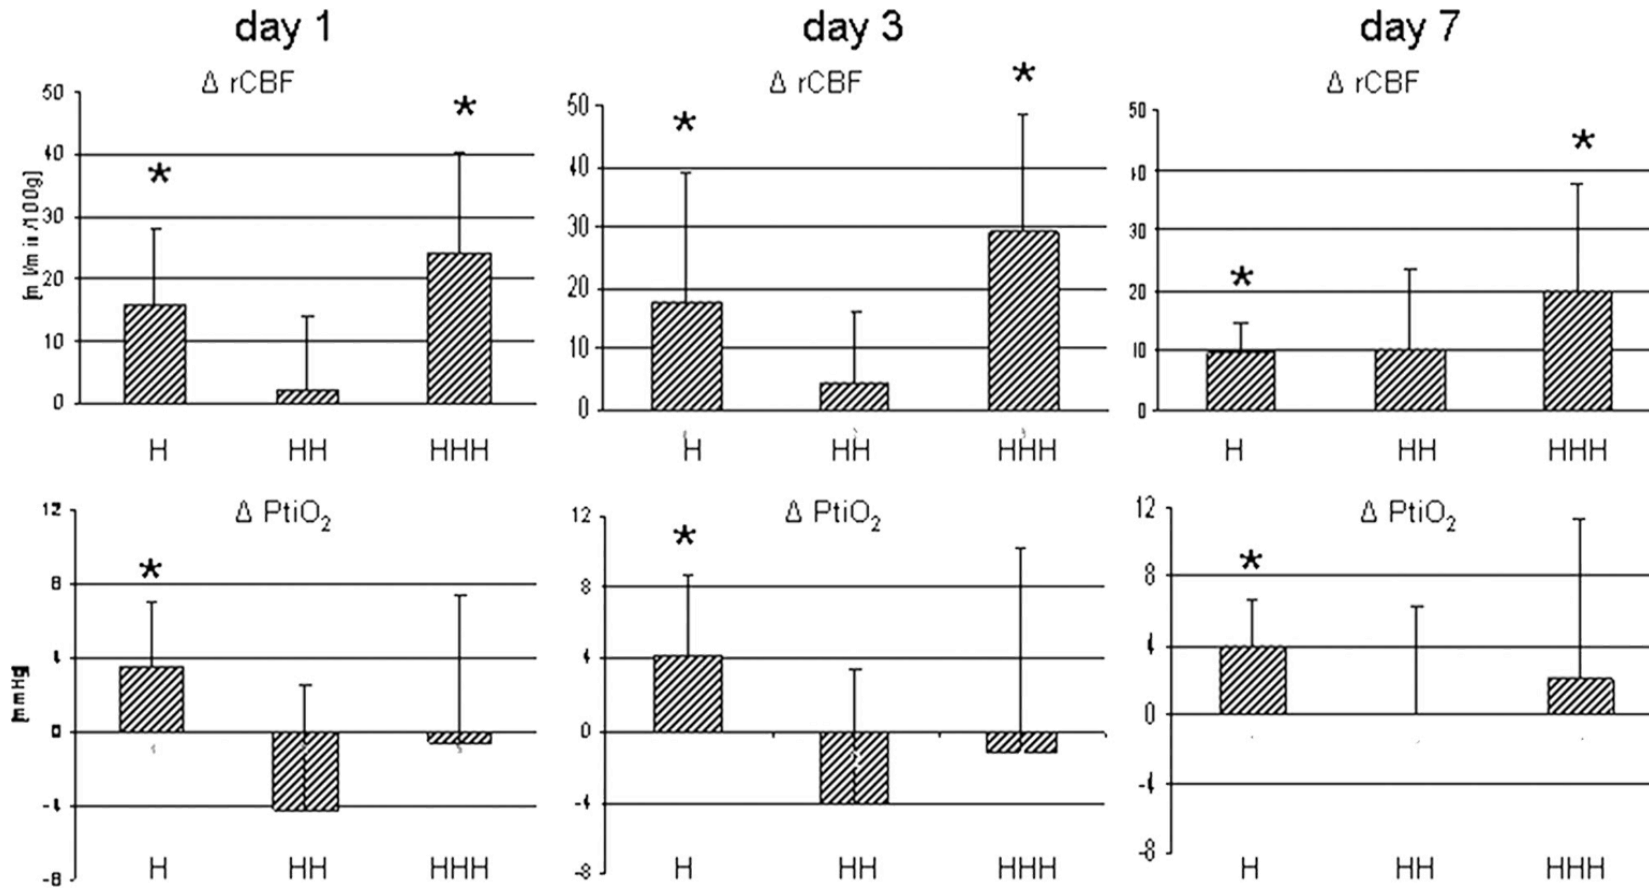 day 1 day 3 day 7
Δ rCBF Δ rCBF Δ rCBF
* * *
* * *
50 50 50
40 40 40
30 30 30
20 20 20
10 10 10
0 0 0
H HH HHH H HH HHH H HH HHH
Δ PtiO₂ Δ PtiO₂ Δ PtiO₂
* * *
12 12 12
8 8 8
4 4 4
[mmHg]
0 0 0
-4 -4 -4
-8 -8 -8
H HH HHH H HH HHH H HH HHH